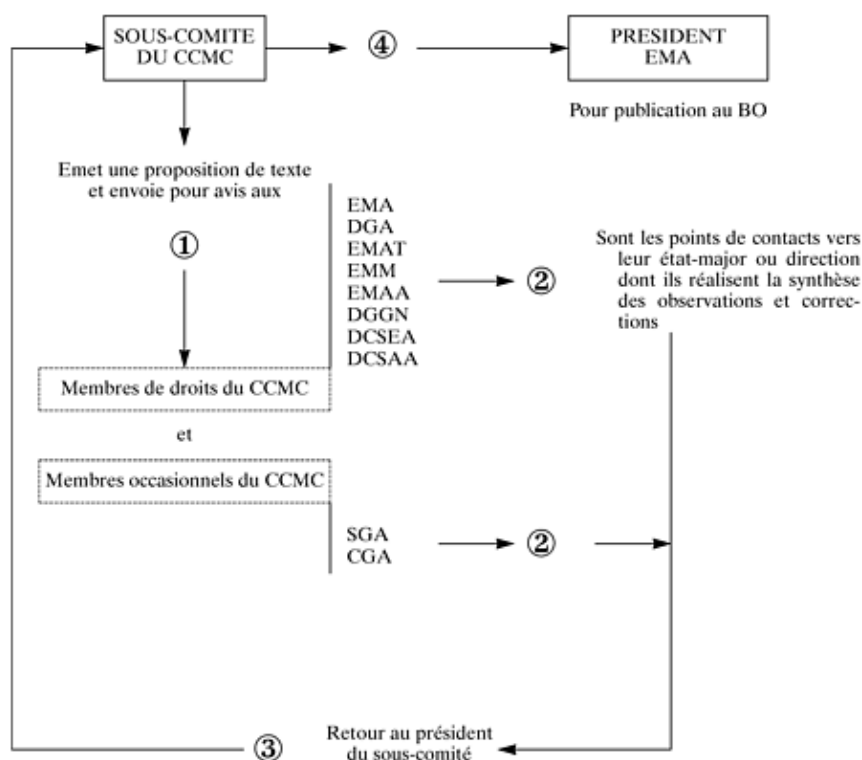 SOUS-COMITE
DU CCMC
④
PRESIDENT
EMA
Pour publication au BO
Emet une proposition de texte
et envoie pour avis aux
①
EMA
DGA
EMAT
EMM
EMAA
DGGN
DCSEA
DCSAA
②
Sont les points de contacts vers
leur état-major ou direction
dont ils réalisent la synthèse
des observations et correc-
tions
Membres de droits du CCMC
et
Membres occasionnels du CCMC
SGA
CGA
②
③
Retour au président
du sous-comité